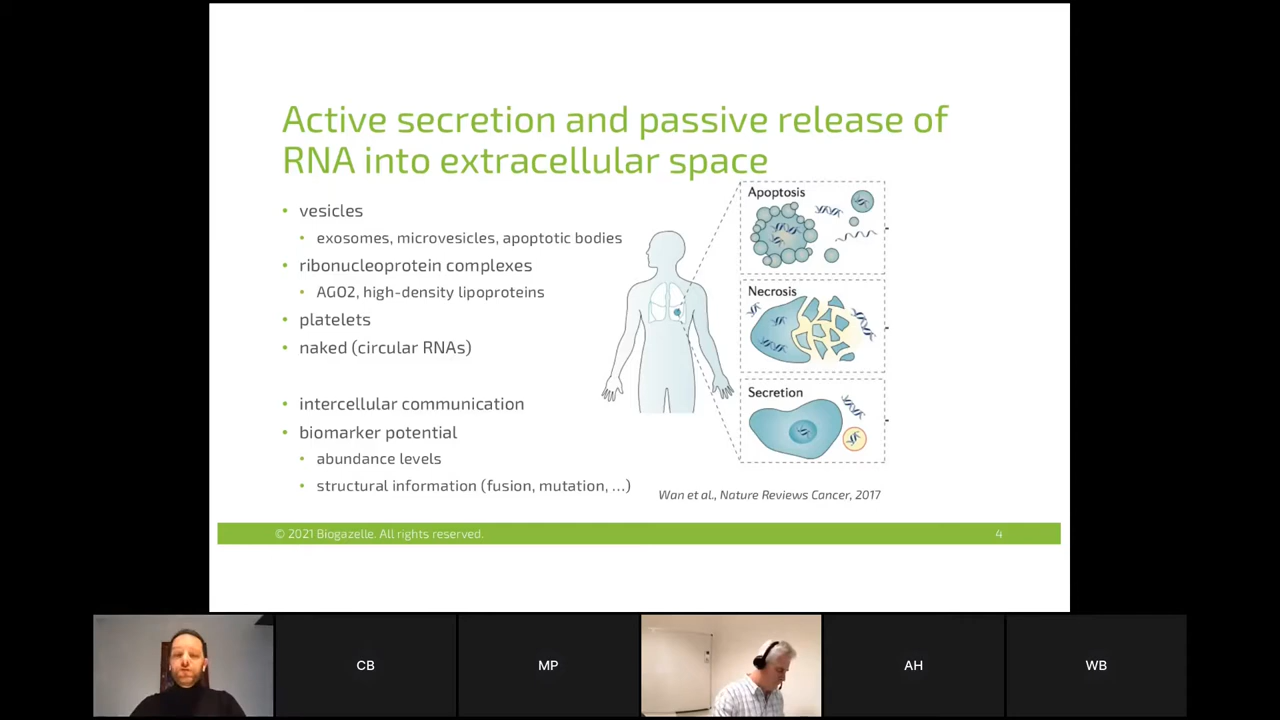 Active secretion and passive release of
RNA into extracellular space
• vesicles
• exosomes, microvesicles, apoptotic bodies
• ribonucleoprotein complexes
• AGO2, high-density lipoproteins
• platelets
• naked (circular RNAs)
• intercellular communication
• biomarker potential
• abundance levels
• structural information (fusion, mutation, …)
Apoptosis
Necrosis
Secretion
Wan et al., Nature Reviews Cancer, 2017
© 2021 Biogazelle. All rights reserved.
4
CB
MP
AH
WB